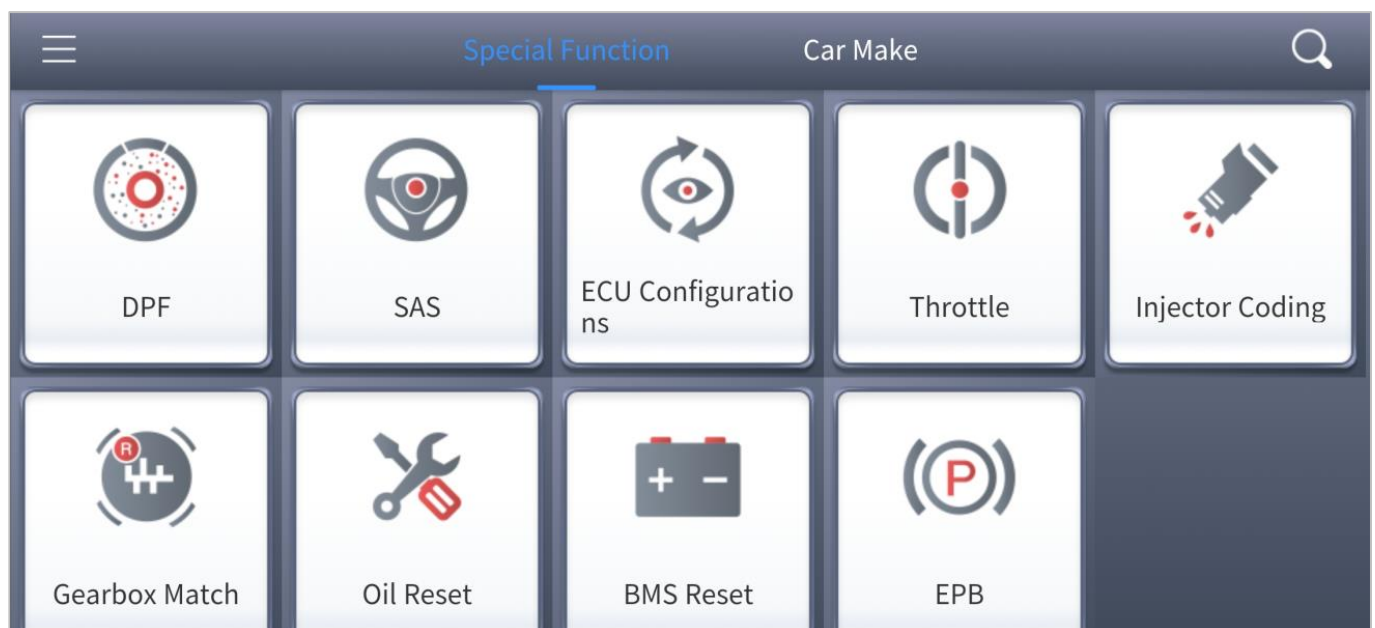 Special Function Car Make
DPF SAS ECU Configuratio
ns Throttle Injector Coding
R
P
+ −
Gearbox Match Oil Reset BMS Reset EPB